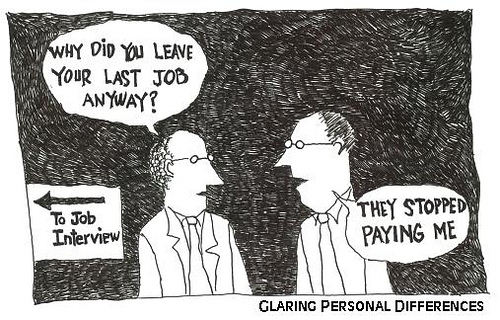 WHY DID YOU LEAVE
YOUR LAST JOB
ANYWAY?
To Job
Interview
THEY STOPPED
PAYING ME
GLARING PERSONAL DIFFERENCES